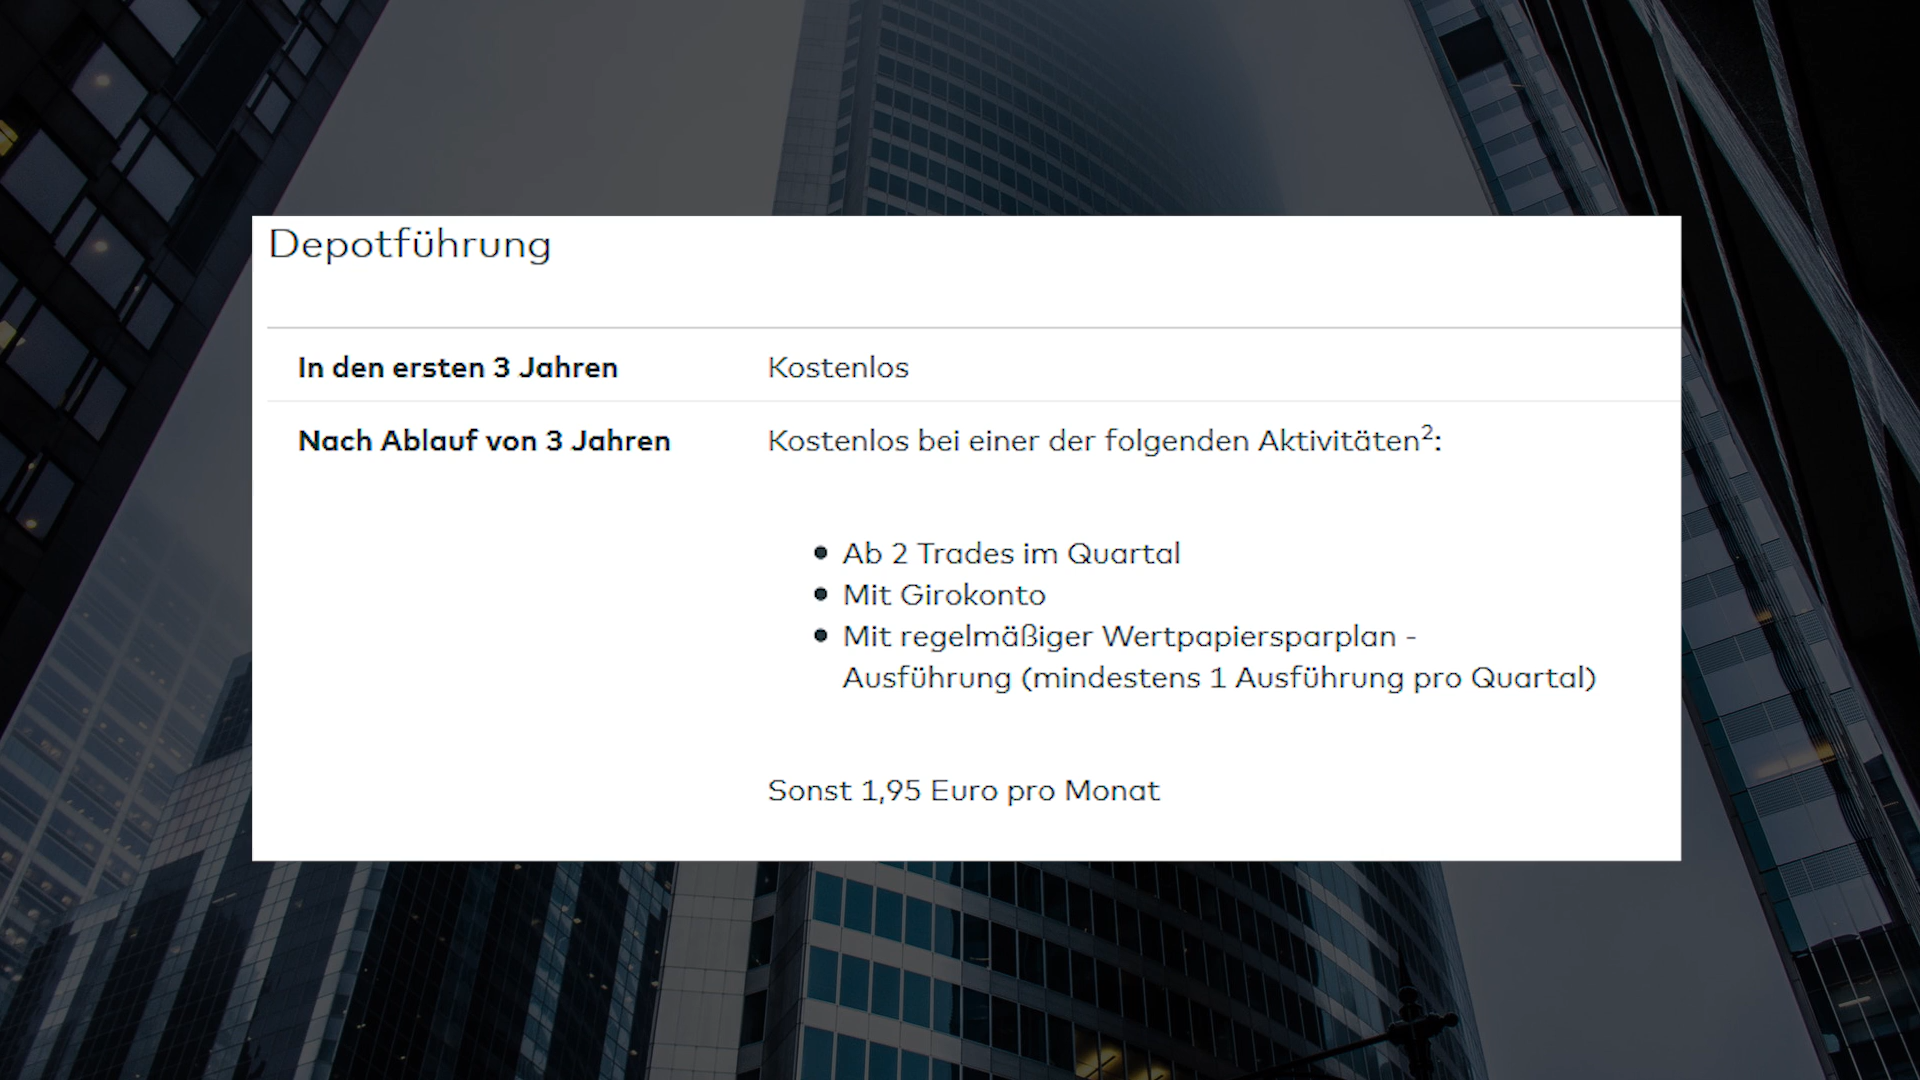 Depotführung
In den ersten 3 Jahren Kostenlos
Nach Ablauf von 3 Jahren Kostenlos bei einer der folgenden Aktivitäten²:
• Ab 2 Trades im Quartal
• Mit Girokonto
• Mit regelmäßiger Wertpapiersparplan -
Ausführung (mindestens 1 Ausführung pro Quartal)
Sonst 1,95 Euro pro Monat